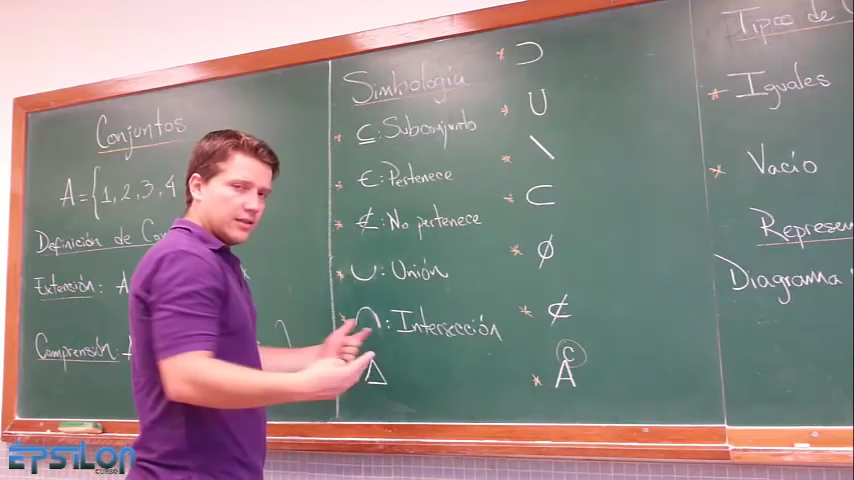 Conjuntos
A = {1, 2, 3, 4
Definición de Co
Extensión: A
Comprensión:
Simbología
* ⊆: Subconjunto
* ∈: Pertenece
* ∉: No pertenece
* ∪: Unión
* ∩: Intersección
Δ
* ⊃
* ∪
* \
* ⊂
* Ø
* ⊄
* A^c
Tipos de C
* Iguales
* Vacío
Represen
Diagrama
EPSILON
CURSO